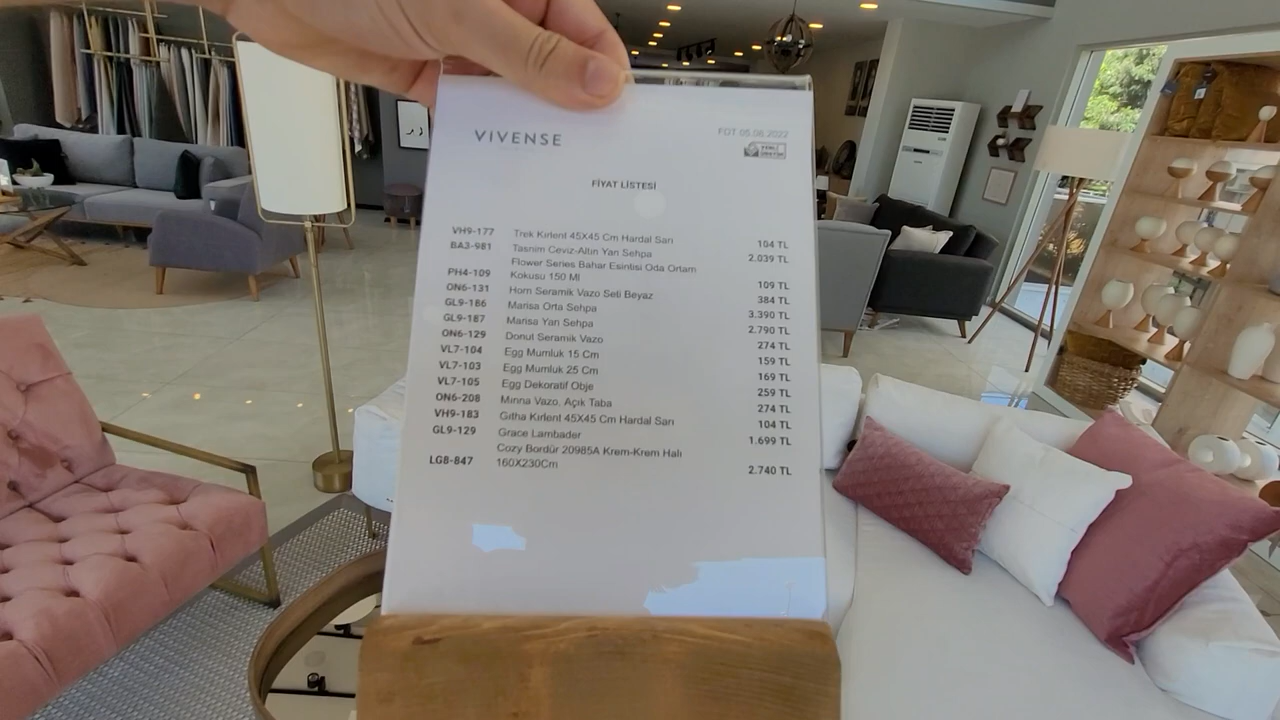 VIVENSE
FDT 05.08.2022
YERLİ ÜRETİM
FİYAT LİSTESİ
VH9-177 Trek Kırlent 45X45 Cm Hardal Sarı 104 TL
BA3-981 Tasnim Ceviz-Altın Yan Sehpa 2.039 TL
Flower Series Bahar Esintisi Oda Ortam
PH4-109 Kokusu 150 Ml 109 TL
ON6-131 Horn Seramik Vazo Seti Beyaz 384 TL
GL9-186 Marisa Orta Sehpa 3.390 TL
GL9-187 Marisa Yan Sehpa 2.790 TL
ON6-129 Donut Seramik Vazo 274 TL
VL7-104 Egg Mumluk 15 Cm 159 TL
VL7-103 Egg Mumluk 25 Cm 169 TL
VL7-105 Egg Dekoratif Obje 259 TL
ON6-208 Minna Vazo, Açık Taba 274 TL
VH9-183 Githa Kırlent 45X45 Cm Hardal Sarı 104 TL
GL9-129 Grace Lambader 1.699 TL
Cozy Bordür 20985A Krem-Krem Halı
LG8-847 160X230Cm 2.740 TL